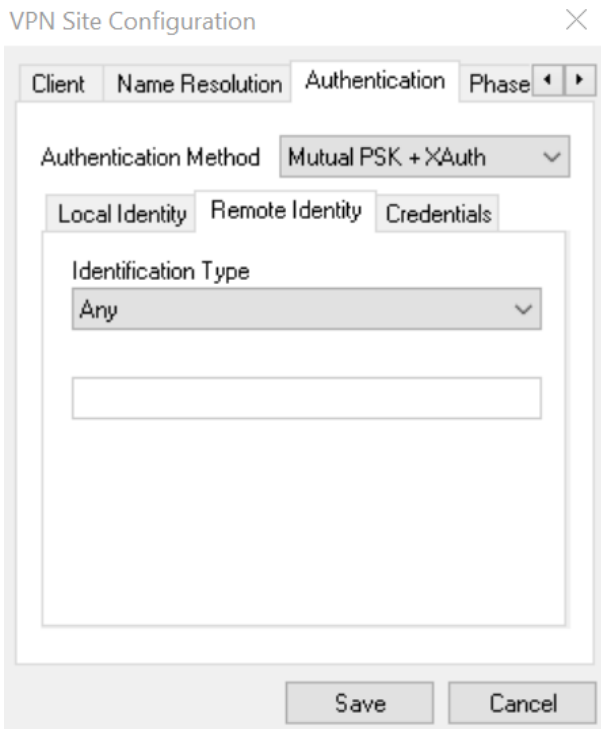 VPN Site Configuration
Client Name Resolution Authentication Phase
Authentication Method Mutual PSK + XAuth
Local Identity Remote Identity Credentials
Identification Type
Any
Save Cancel